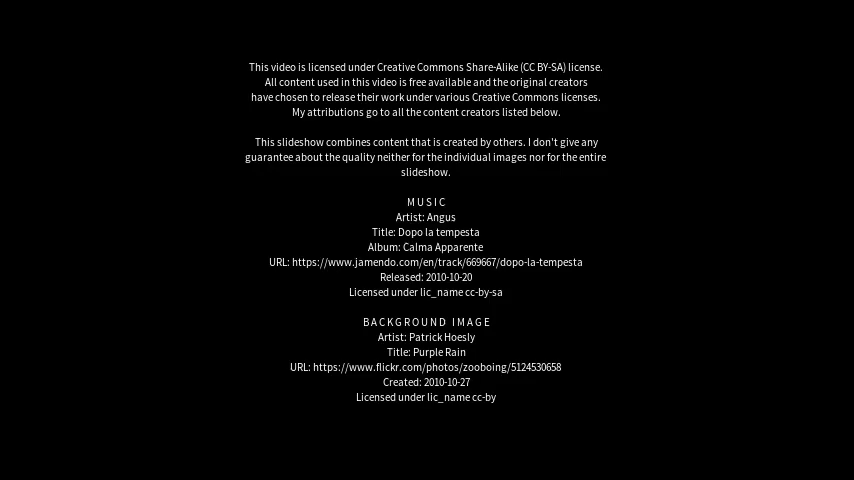 This video is licensed under Creative Commons Share-Alike (CC BY-SA) license.
All content used in this video is free available and the original creators
have chosen to release their work under various Creative Commons licenses.
My attributions go to all the content creators listed below.
This slideshow combines content that is created by others. I don't give any
guarantee about the quality neither for the individual images nor for the entire
slideshow.
MUSIC
Artist: Angus
Title: Dopo la tempesta
Album: Calma Apparente
URL: https://www.jamendo.com/en/track/669667/dopo-la-tempesta
Released: 2010-10-20
Licensed under lic_name cc-by-sa
BACKGROUND IMAGE
Artist: Patrick Hoesly
Title: Purple Rain
URL: https://www.flickr.com/photos/zooboing/5124530658
Created: 2010-10-27
Licensed under lic_name cc-by